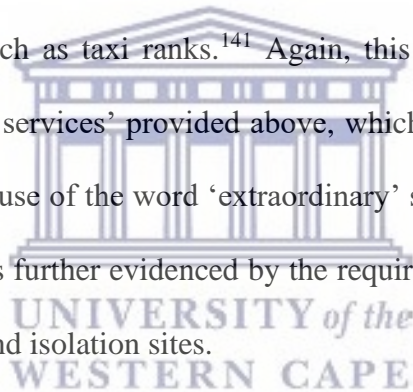 ch as taxi ranks.141 Again, this
services’ provided above, which
use of the word ‘extraordinary’ s
s further evidenced by the requir
UNIVERSITY of the
nd isolation sites.
WESTERN CAPE